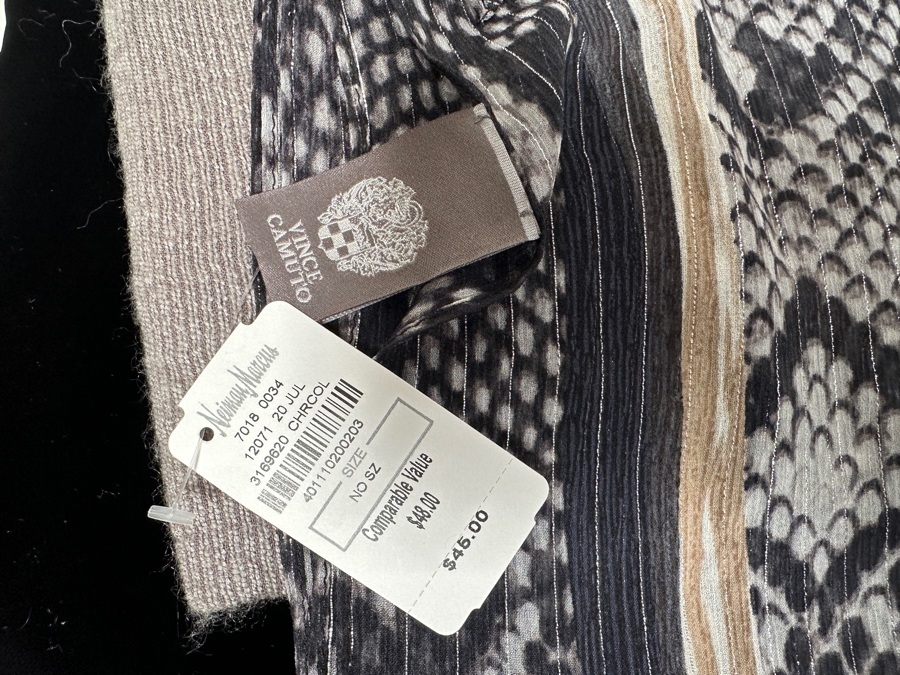 VINCE
CAMUTO
Neiman Marcus
7018 0034
12071 20 JUL
3169620 CHRCOL
401110200203
SIZE
NO SZ
Comparable Value
$48.00
$45.00